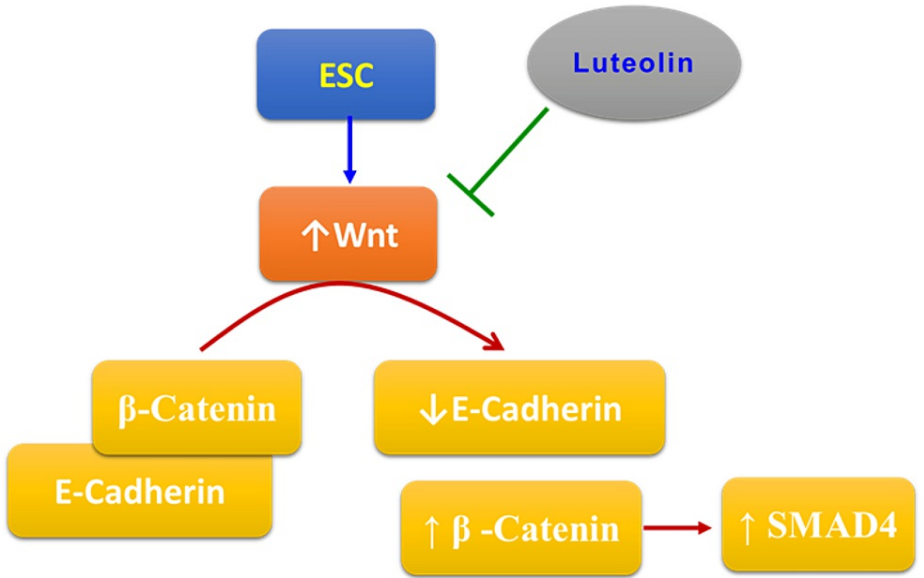 ESC
Luteolin
↑Wnt
β-Catenin
E-Cadherin
↓E-Cadherin
↑ β -Catenin
↑ SMAD4